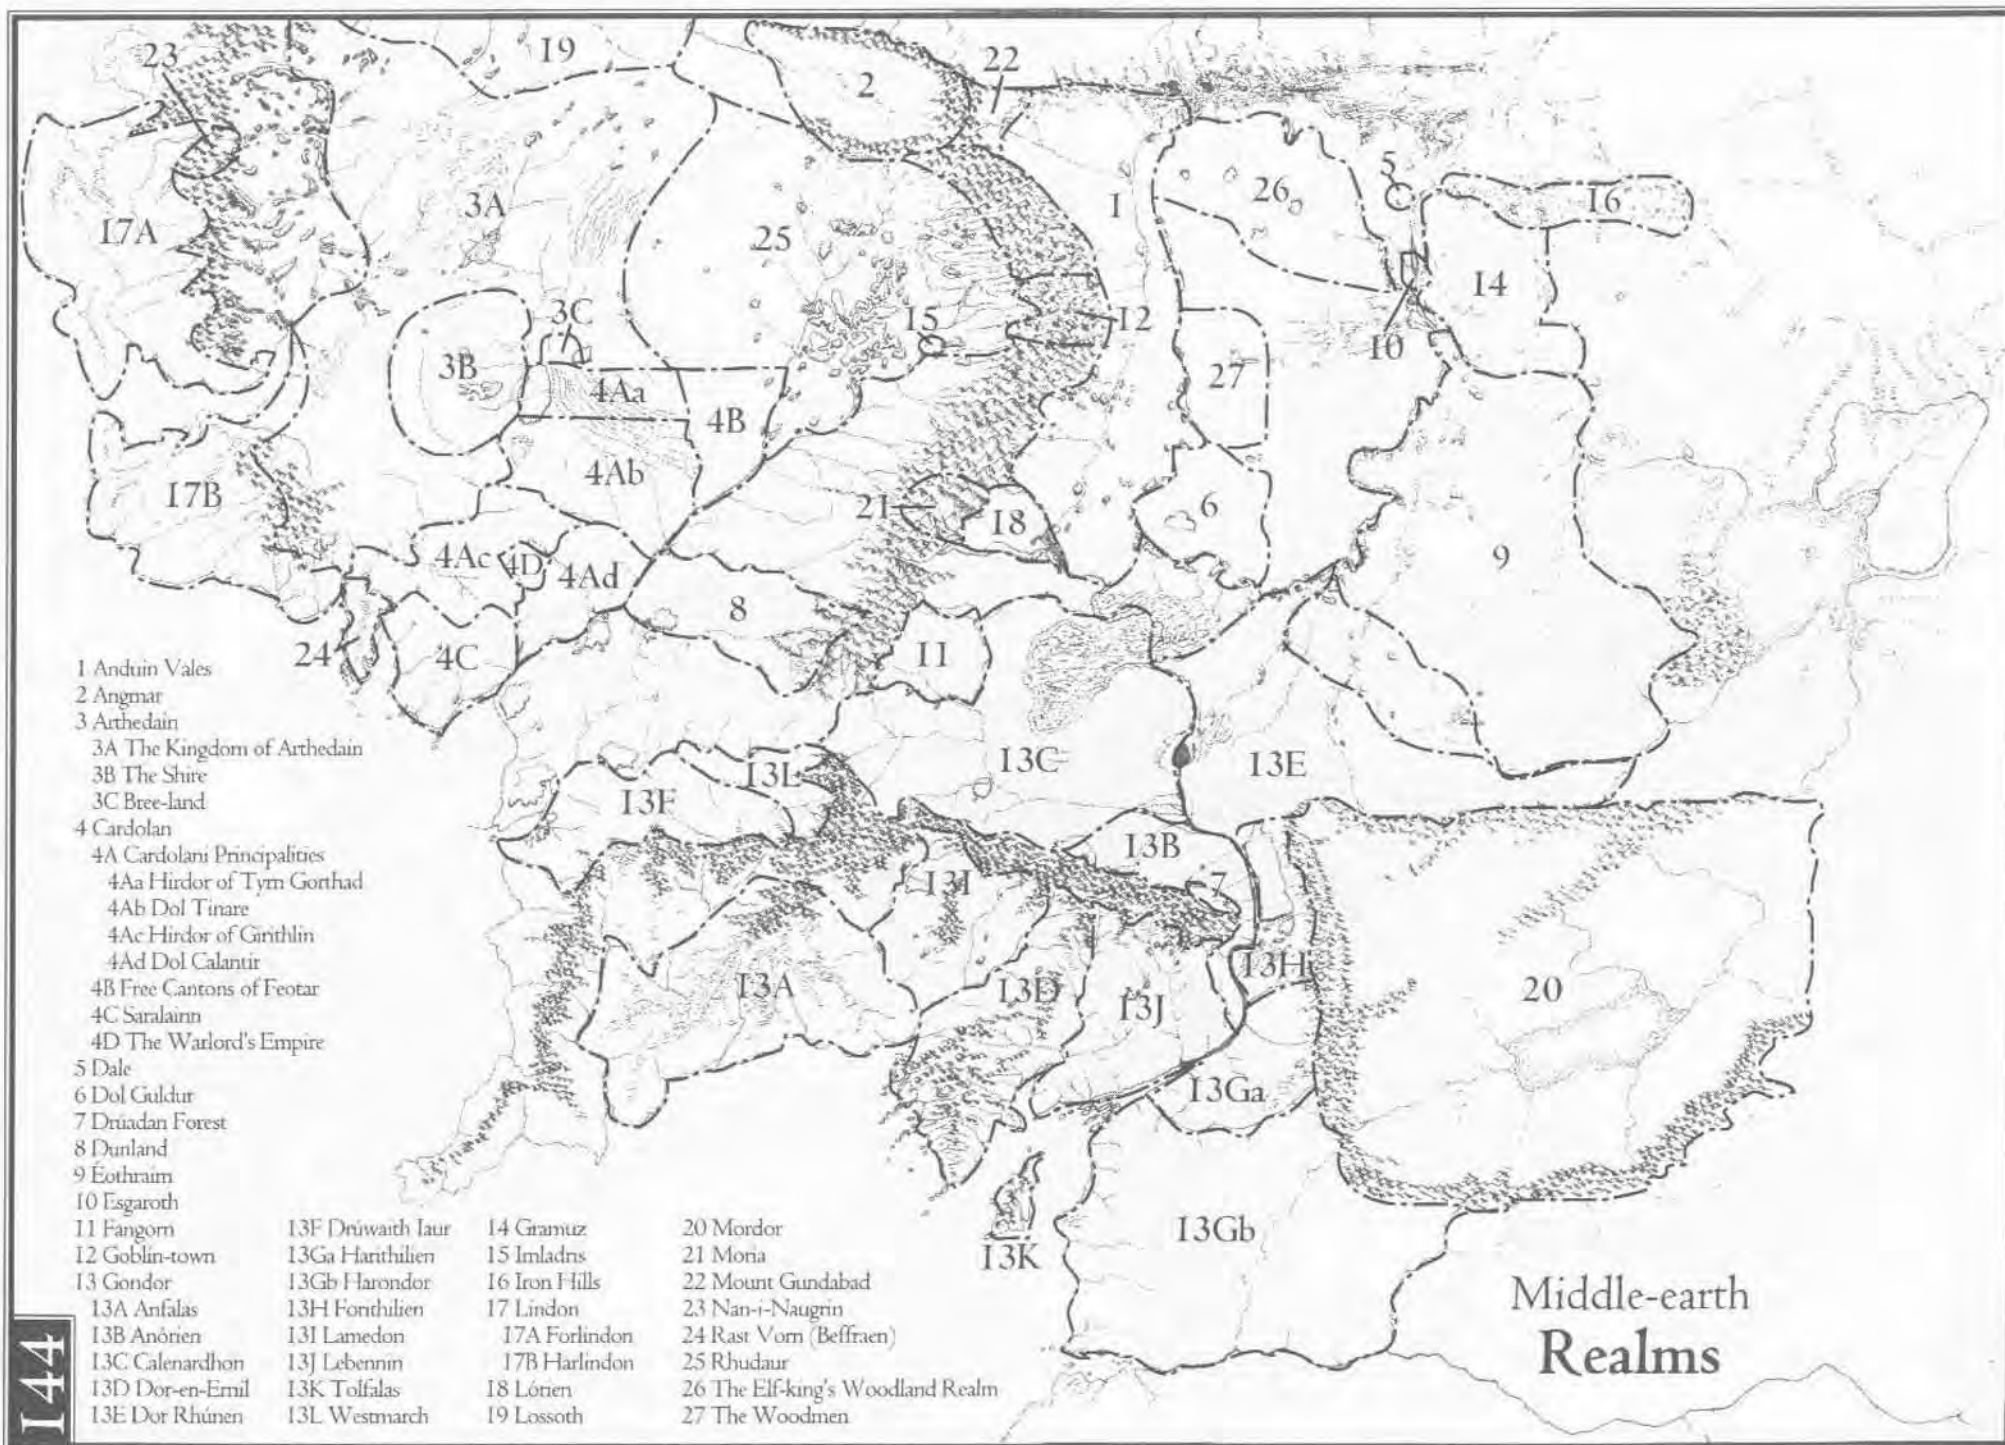 23
19
2
22
5
16
17A
3A
25
1
26
14
3C
15
12
10
3B
4Aa
4B
27
17B
4Ab
21
18
6
4Ac
4D
4Ad
8
9
24
4C
11
13L
13C
13E
13F
13B
7
13I
13A
13D
13J
13H
20
13Ga
13K
13Gb
1 Anduin Vales
2 Angmar
3 Arthedain
3A The Kingdom of Arthedain
3B The Shire
3C Bree-land
4 Cardolan
4A Cardolani Principalities
4Aa Hirdor of Tyrn Gorthad
4Ab Dol Tinare
4Ac Hirdor of Girithlin
4Ad Dol Calantir
4B Free Cantons of Feotar
4C Saralainn
4D The Warlord's Empire
5 Dale
6 Dol Guldur
7 Drúadan Forest
8 Dunland
9 Éothraim
10 Esgaroth
11 Fangorn
12 Goblin-town
13 Gondor
13A Anfalas
13B Anórien
13C Calenardhon
13D Dor-en-Ernil
13E Dor Rhúnen
13F Drúwaith Iaur
13Ga Harithilien
13Gb Harondor
13H Forithilien
13I Lamedon
13J Lebennin
13K Tolfalas
13L Westmarch
14 Gramuz
15 Imladris
16 Iron Hills
17 Lindon
17A Forlindon
17B Harlindon
18 Lórien
19 Lossoth
20 Mordor
21 Moria
22 Mount Gundabad
23 Nan-i-Naugrin
24 Rast Vorn (Beffraen)
25 Rhudaur
26 The Elf-king's Woodland Realm
27 The Woodmen
Middle-earth
Realms
144